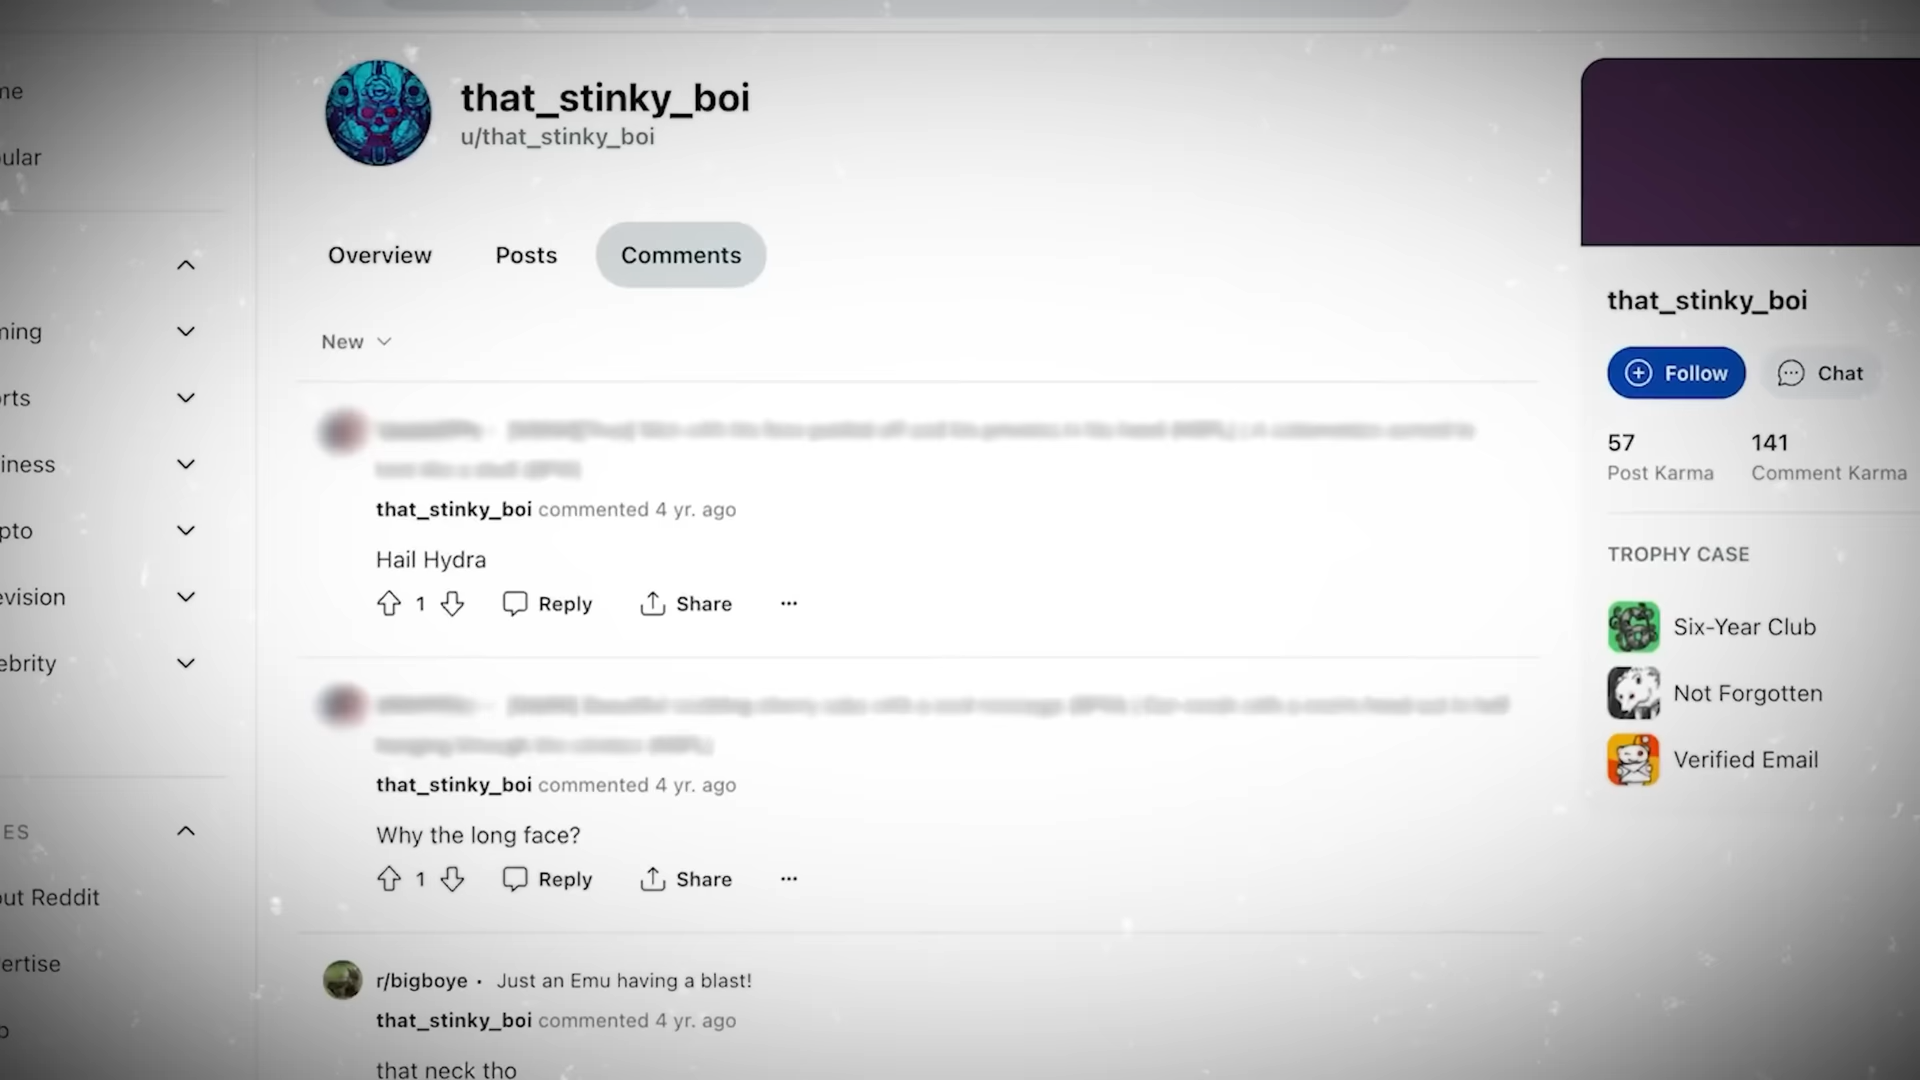 that_stinky_boi
u/that_stinky_boi
Overview Posts Comments
New
that_stinky_boi commented 4 yr. ago
Hail Hydra
1 Reply Share
that_stinky_boi commented 4 yr. ago
Why the long face?
1 Reply Share
r/bigboye · Just an Emu having a blast!
that_stinky_boi commented 4 yr. ago
that neck tho
me
ular
ning
rts
iness
pto
evision
ebrity
ES
out Reddit
ertise
that_stinky_boi
Follow Chat
57 141
Post Karma Comment Karma
TROPHY CASE
Six-Year Club
Not Forgotten
Verified Email